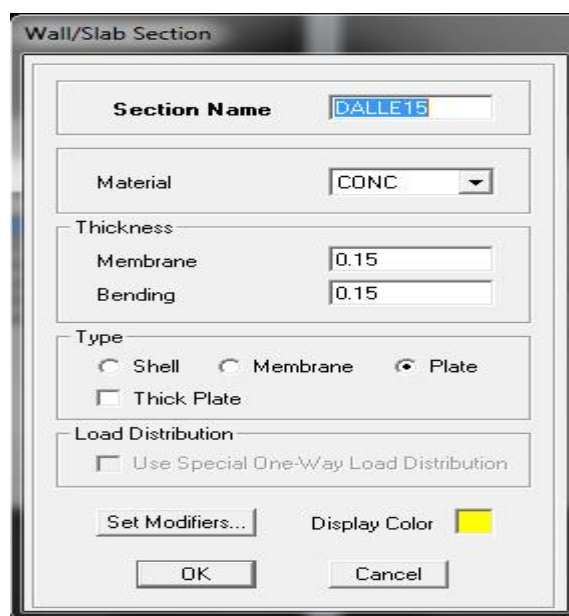 Wall/Slab Section
Section Name DALLE15
Material CONC
Thickness
Membrane 0.15
Bending 0.15
Type
Shell Membrane Plate
Thick Plate
Load Distribution
Use Special One-Way Load Distribution
Set Modifiers... Display Color
OK Cancel